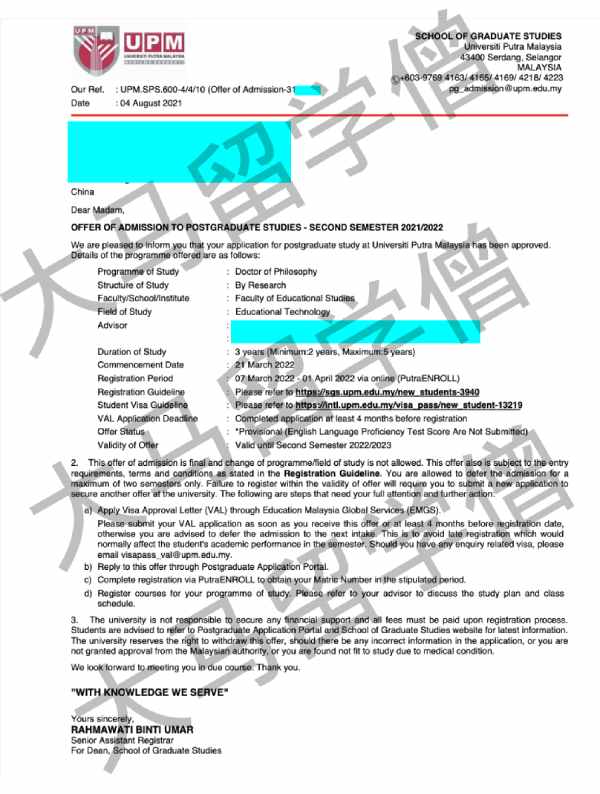 UPM
UPM
UNIVERSITI PUTRA MALAYSIA
SCHOOL OF GRADUATE STUDIES
Universiti Putra Malaysia
43400 Serdang, Selangor
MALAYSIA
+603-9769 4163/ 4155/ 4169/ 4218/ 4223
pg_admission@upm.edu.my
Our Ref. : UPM.SPS.600-4/4/10 (Offer of Admission-31
Date : 04 August 2021
China
Dear Madam,
OFFER OF ADMISSION TO POSTGRADUATE STUDIES - SECOND SEMESTER 2021/2022
We are pleased to inform you that your application for postgraduate study at Universiti Putra Malaysia has been approved.
Details of the programme offered are as follows:
Programme of Study : Doctor of Philosophy
Structure of Study : By Research
Faculty/School/Institute : Faculty of Educational Studies
Field of Study : Educational Technology
Advisor :
:
Duration of Study : 3 years (Minimum:2 years, Maximum:5 years)
Commencement Date : 21 March 2022
Registration Period : 07 March 2022 - 01 April 2022 via online (PutraENROLL)
Registration Guideline : Please refer to https://sgs.upm.edu.my/new_students-3940
Student Visa Guideline : Please refer to https://intl.upm.edu.my/visa_pass/new_student-13219
VAL Application Deadline : Completed application at least 4 months before registration
Offer Status : *Provisional (English Language Proficiency Test Score Are Not Submitted)
Validity of Offer : Valid until Second Semester 2022/2023
2. This offer of admission is final and change of programme/field of study is not allowed. This offer also is subject to the entry
requirements, terms and conditions as stated in the Registration Guideline. You are allowed to defer the admission for a
maximum of two semesters only. Failure to register within the validity of offer will require you to submit a new application to
secure another offer at the university. The following are steps that need your full attention and further action:
a) Apply Visa Approval Letter (VAL) through Education Malaysia Global Services (EMGS).
Please submit your VAL application as soon as you receive this offer or at least 4 months before registration date,
otherwise you are advised to defer the admission to the next intake. This is to avoid late registration which would
normally affect the student's academic performance in the semester. Should you have any enquiry related visa, please
email visapass_val@upm.edu.my.
b) Reply to this offer through Postgraduate Application Portal.
c) Complete registration via PutraENROLL to obtain your Matric Number in the stipulated period.
d) Register courses for your programme of study. Please refer to your advisor to discuss the study plan and class
schedule.
3. The university is not responsible to secure any financial support and all fees must be paid upon registration process.
Students are advised to refer to Postgraduate Application Portal and School of Graduate Studies website for latest information.
The university reserves the right to withdraw this offer, should there be any incorrect information in the application, or you are
not granted approval from the Malaysian authority, or you are found not fit to study due to medical condition.
We look forward to meeting you in due course. Thank you.
"WITH KNOWLEDGE WE SERVE"
Yours sincerely,
RAHMAWATI BINTI UMAR
Senior Assistant Registrar
For Dean, School of Graduate Studies
大马留学僧
大马留学僧
大马留学僧